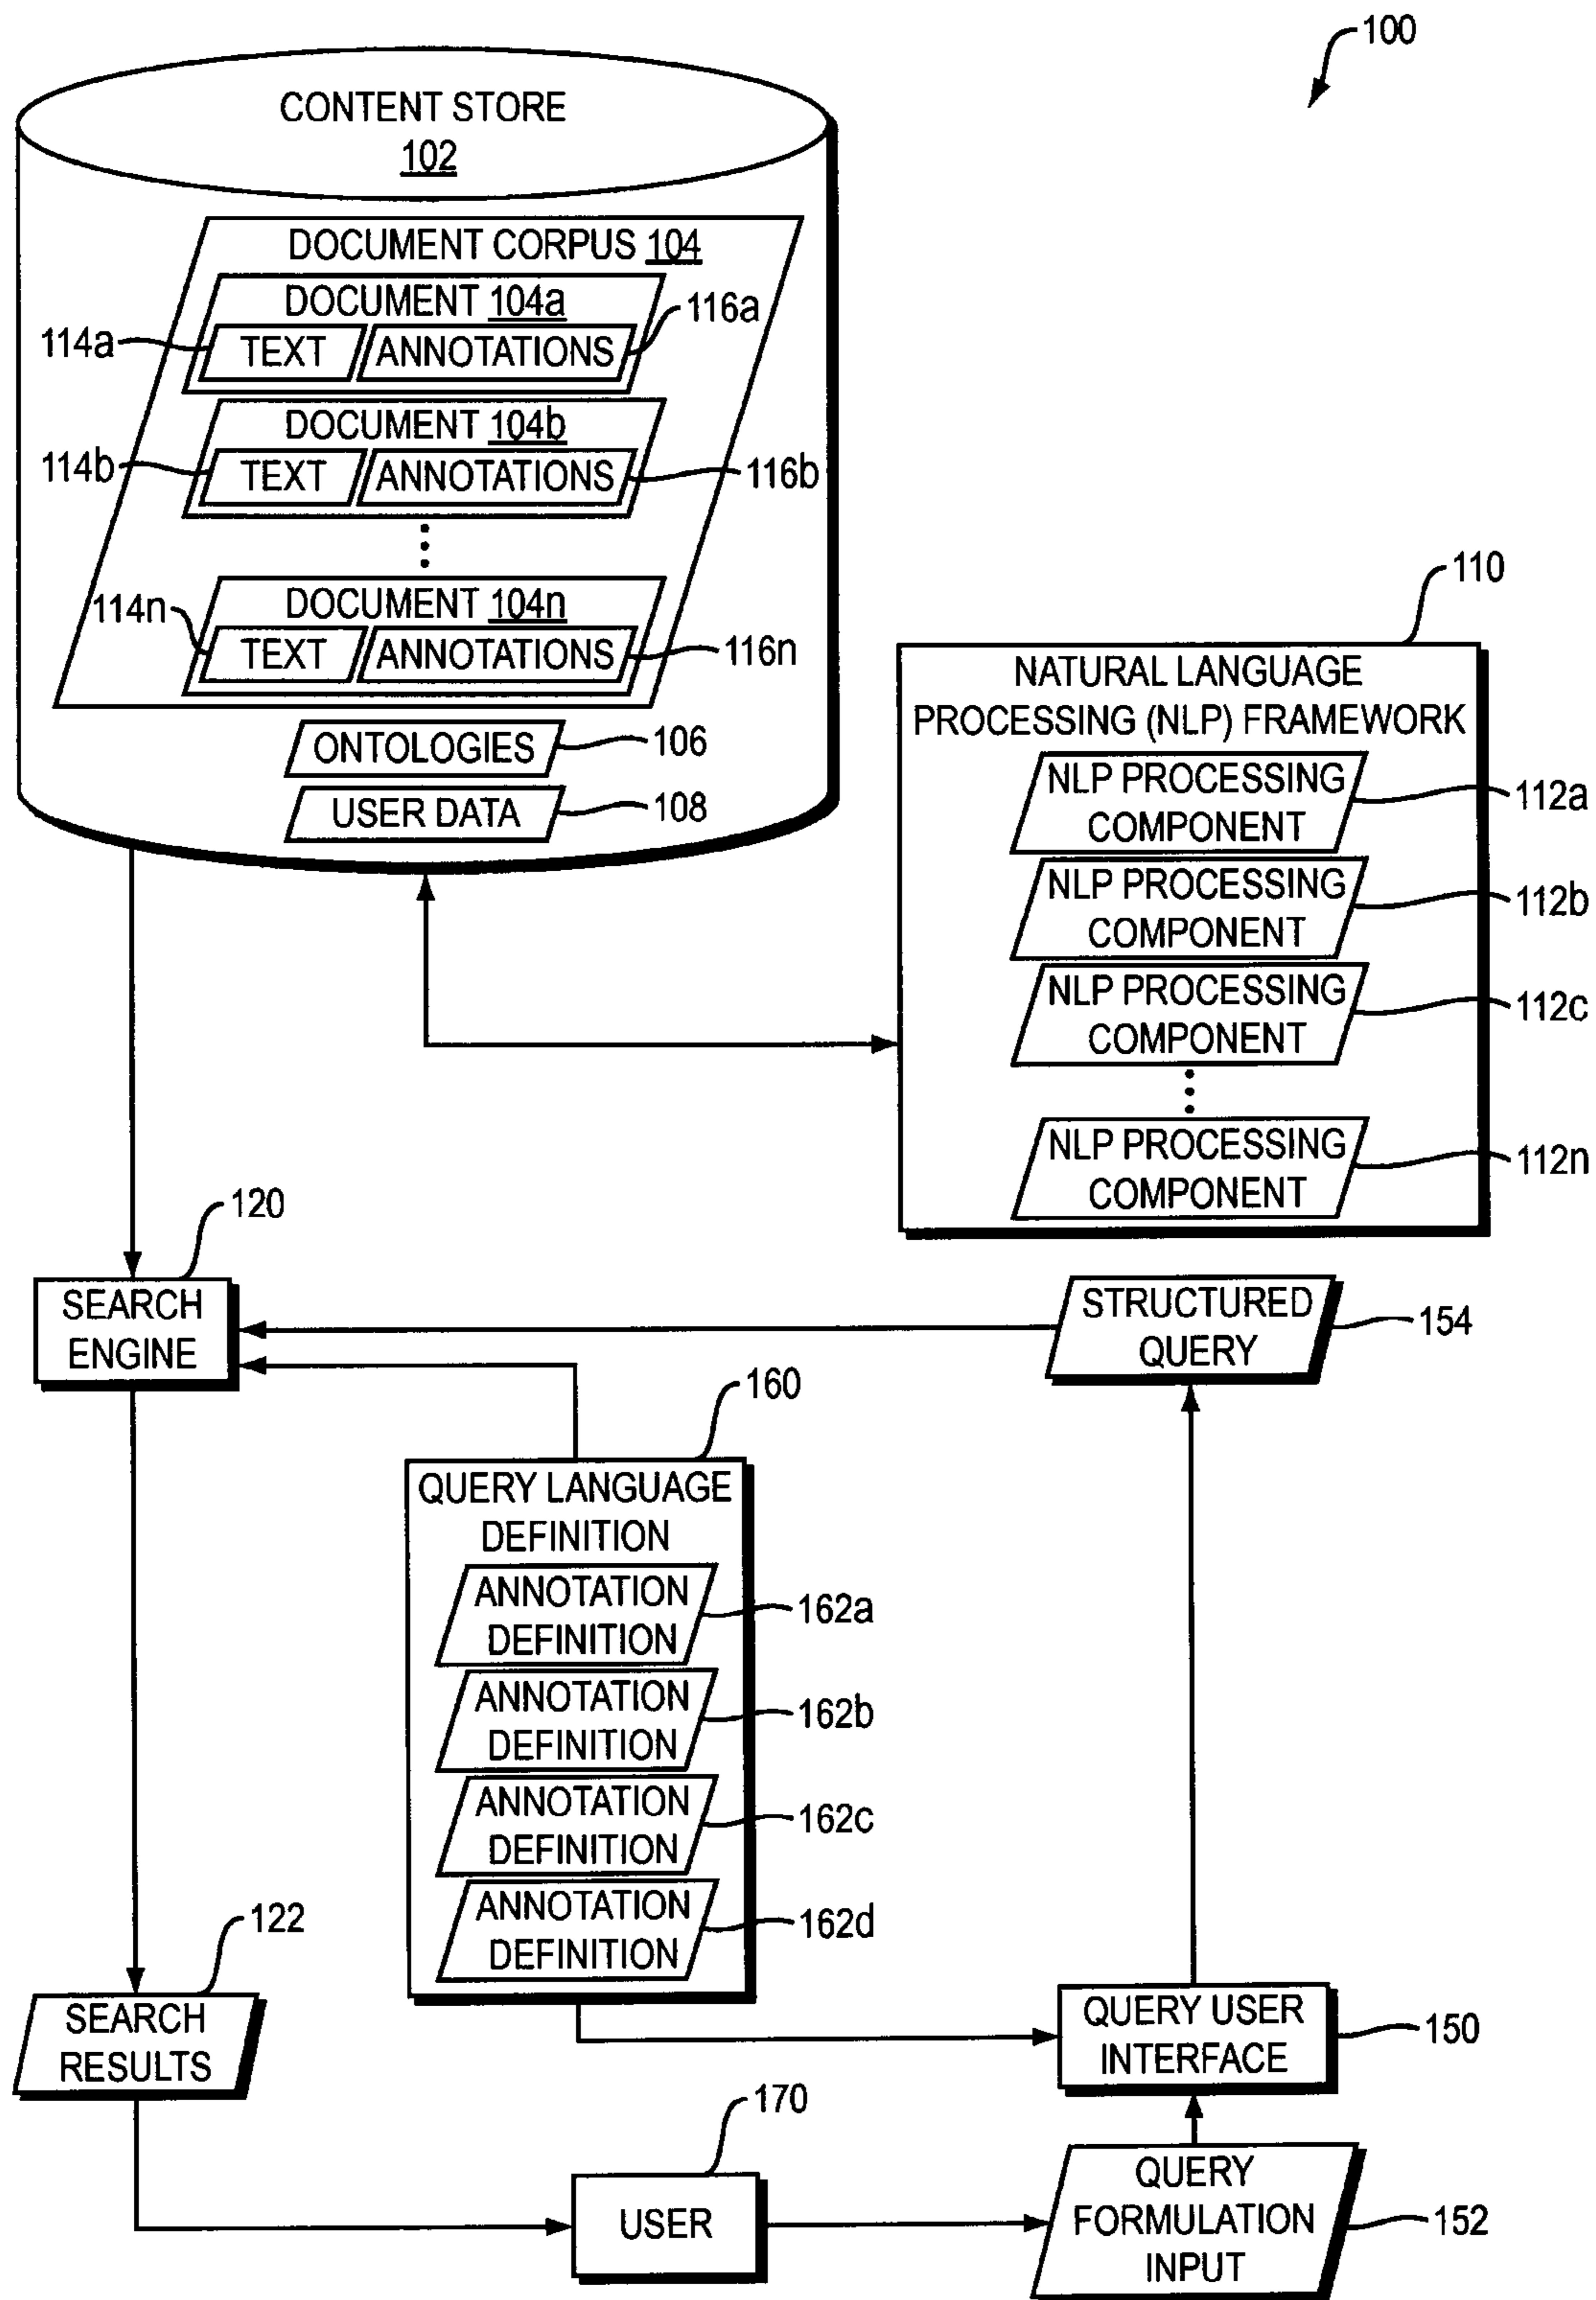 100
CONTENT STORE
102
DOCUMENT CORPUS 104
DOCUMENT 104a
114a
TEXT
ANNOTATIONS
116a
DOCUMENT 104b
114b
TEXT
ANNOTATIONS
116b
DOCUMENT 104n
114n
TEXT
ANNOTATIONS
116n
ONTOLOGIES
106
USER DATA
108
110
NATURAL LANGUAGE
PROCESSING (NLP) FRAMEWORK
NLP PROCESSING
COMPONENT
112a
NLP PROCESSING
COMPONENT
112b
NLP PROCESSING
COMPONENT
112c
NLP PROCESSING
COMPONENT
112n
120
SEARCH
ENGINE
STRUCTURED
QUERY
154
160
QUERY LANGUAGE
DEFINITION
ANNOTATION
DEFINITION
162a
ANNOTATION
DEFINITION
162b
ANNOTATION
DEFINITION
162c
ANNOTATION
DEFINITION
162d
122
SEARCH
RESULTS
QUERY USER
INTERFACE
150
170
USER
QUERY
FORMULATION
INPUT
152